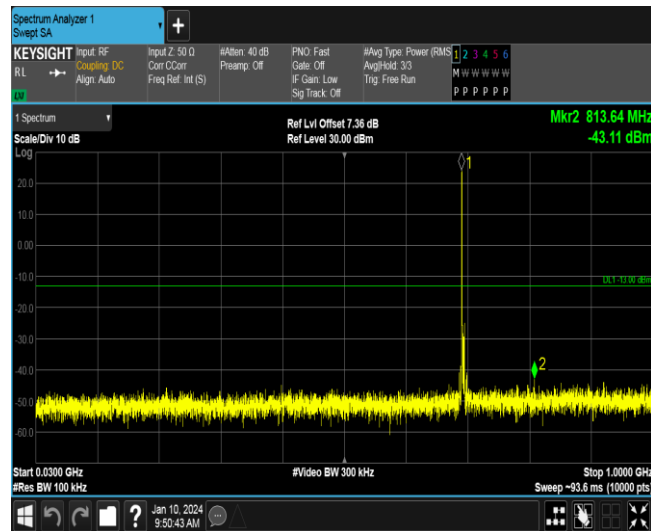 Spectrum Analyzer 1
Swept SA
+
KEYSIGHT
RL
Input: RF
Coupling: DC
Align: Auto
Input Z: 50 Ω
Corr CCorr
Freq Ref: Int (S)
#Atten: 40 dB
Preamp: Off
PNO: Fast
Gate: Off
IF Gain: Low
Sig Track: Off
#Avg Type: Power (RMS
Avg|Hold: 3/3
Trig: Free Run
1 2 3 4 5 6
M W W W W W
P P P P P P
1 Spectrum
Scale/Div 10 dB
Log
Ref Lvl Offset 7.36 dB
Ref Level 30.00 dBm
Mkr2 813.64 MHz
-43.11 dBm
1
20.0
10.0
0.00
-10.0
DL1 -13.00 dBm
-20.0
-30.0
-40.0
2
-50.0
-60.0
Start 0.0300 GHz
#Res BW 100 kHz
#Video BW 300 kHz
Stop 1.0000 GHz
Sweep ~93.6 ms (10000 pts)
?
Jan 10, 2024
9:50:43 AM